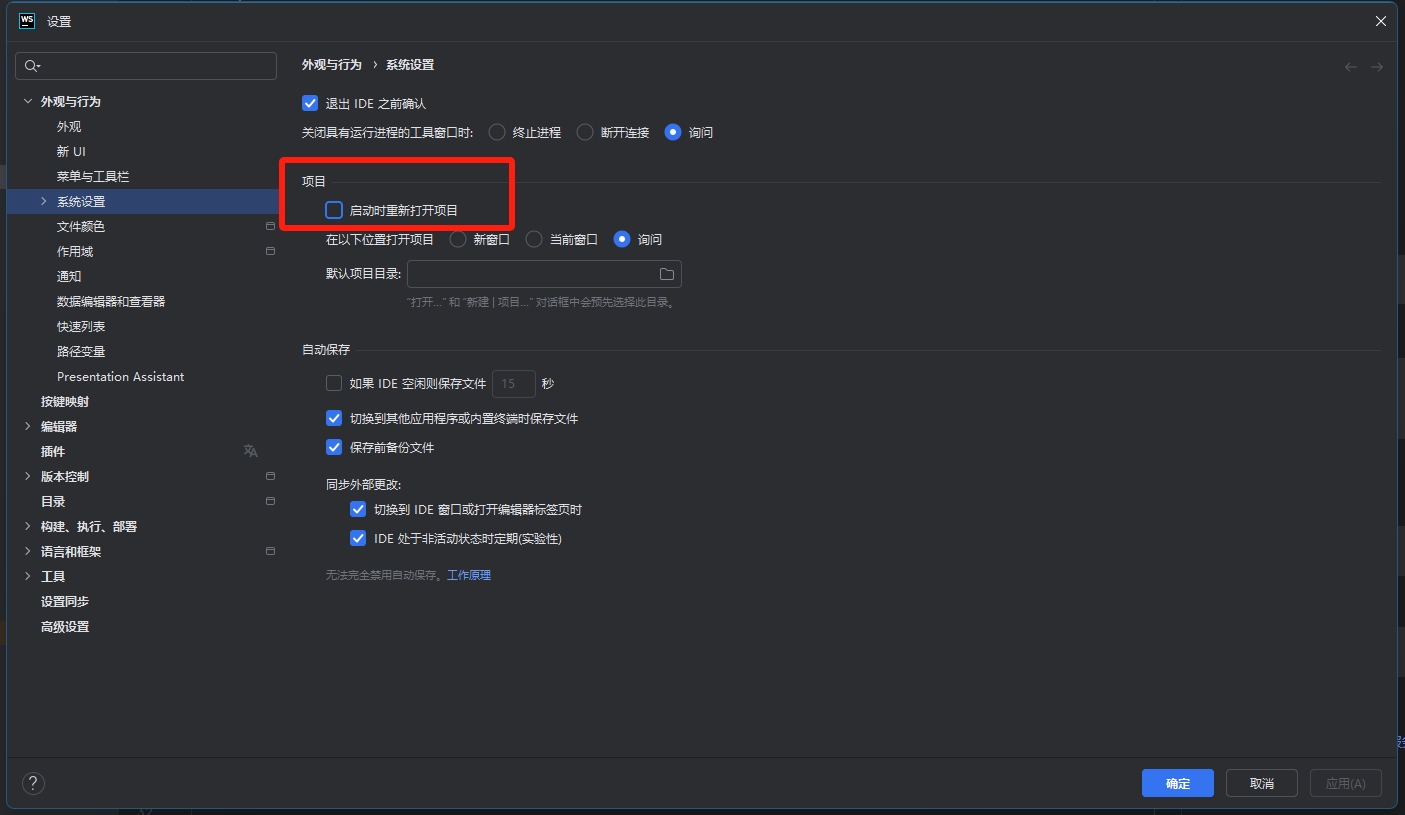 WS 设置
外观与行为 › 系统设置
外观与行为
外观
新 UI
菜单与工具栏
系统设置
文件颜色
作用域
通知
数据编辑器和查看器
快速列表
路径变量
Presentation Assistant
按键映射
编辑器
插件
版本控制
目录
构建、执行、部署
语言和框架
工具
设置同步
高级设置
退出 IDE 之前确认
关闭具有运行进程的工具窗口时: 终止进程 断开连接 询问
项目
启动时重新打开项目
在以下位置打开项目 新窗口 当前窗口 询问
默认项目目录:
“打开...” 和 “新建 | 项目...” 对话框中会预先选择此目录。
自动保存
如果 IDE 空闲则保存文件 15 秒
切换到其他应用程序或内置终端时保存文件
保存前备份文件
同步外部更改:
切换到 IDE 窗口或打开编辑器标签页时
IDE 处于非活动状态时定期(实验性)
无法完全禁用自动保存。工作原理
? 确定 取消 应用(A)